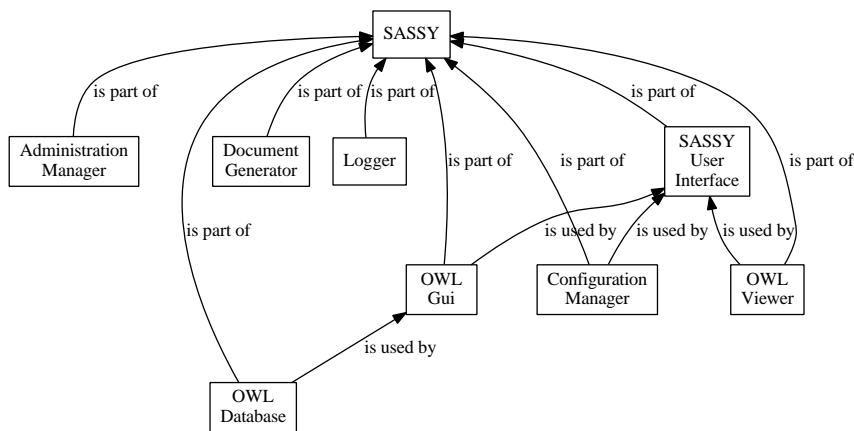 SASSY
is part of
is part of
is part of
is part of
Administration
Manager
Document
Generator
Logger
SASSY
User
Interface
is part of
is part of
is part of
is part of
is used by
is used by
is used by
OWL
Gui
Configuration
Manager
OWL
Viewer
is used by
OWL
Database